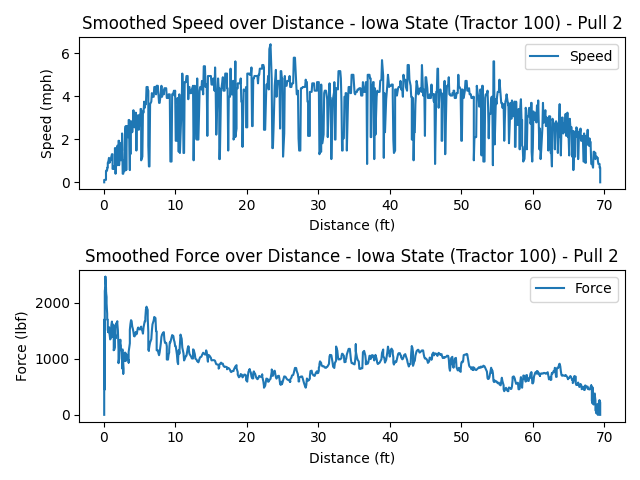 Smoothed Speed over Distance - Iowa State (Tractor 100) - Pull 2
Speed (mph)
6
4
2
0
Speed
0 10 20 30 40 50 60 70
Distance (ft)
Smoothed Force over Distance - Iowa State (Tractor 100) - Pull 2
Force (lbf)
2000
1000
0
Force
0 10 20 30 40 50 60 70
Distance (ft)